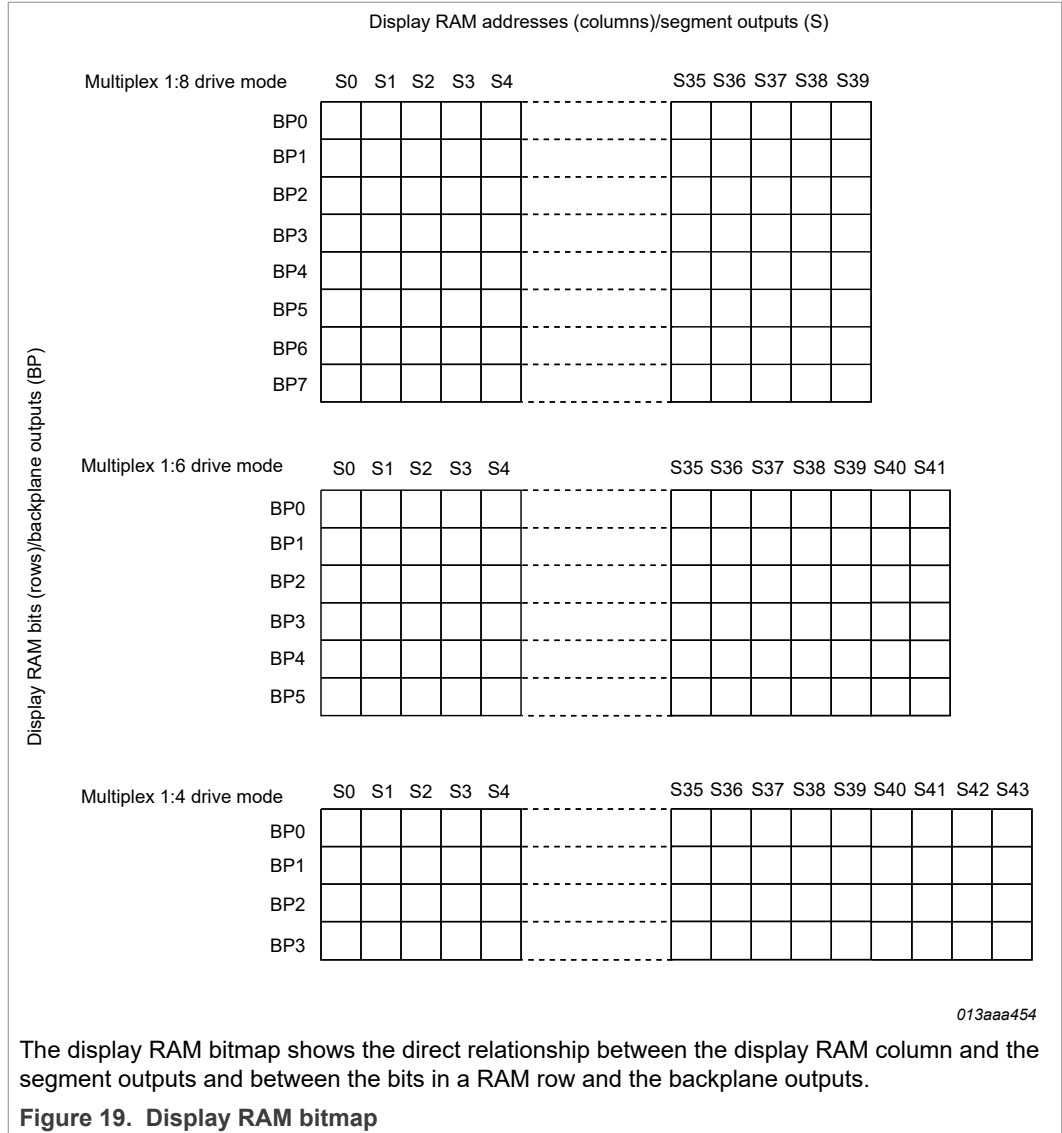 Display RAM addresses (columns)/segment outputs (S)
Display RAM bits (rows)/backplane outputs (BP)
Multiplex 1:8 drive mode S0 S1 S2 S3 S4 S35 S36 S37 S38 S39
BP0
BP1
BP2
BP3
BP4
BP5
BP6
BP7
Multiplex 1:6 drive mode S0 S1 S2 S3 S4 S35 S36 S37 S38 S39 S40 S41
BP0
BP1
BP2
BP3
BP4
BP5
Multiplex 1:4 drive mode S0 S1 S2 S3 S4 S35 S36 S37 S38 S39 S40 S41 S42 S43
BP0
BP1
BP2
BP3
013aaa454
The display RAM bitmap shows the direct relationship between the display RAM column and the
segment outputs and between the bits in a RAM row and the backplane outputs.
Figure 19. Display RAM bitmap